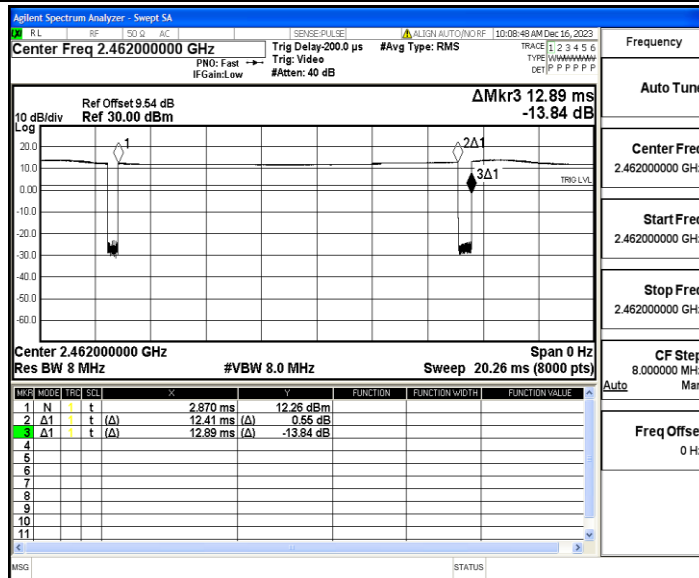 Agilent Spectrum Analyzer - Swept SA
RL RF 50 Ω AC SENSE:PULSE ALIGN AUTO/NO RF 10:08:48 AM Dec 16, 2023
Center Freq 2.462000000 GHz
PNO: Fast
IFGain:Low
Trig Delay-200.0 µs
Trig: Video
#Atten: 40 dB
#Avg Type: RMS
TRACE 1 2 3 4 5 6
TYPE
DET P P P P P P
Ref Offset 9.54 dB
10 dB/div Ref 30.00 dBm
ΔMkr3 12.89 ms
-13.84 dB
Log
20.0
10.0
0.00
-10.0
-20.0
-30.0
-40.0
-50.0
-60.0
1
2Δ1
3Δ1
TRIG LVL
Center 2.462000000 GHz Span 0 Hz
Res BW 8 MHz #VBW 8.0 MHz Sweep 20.26 ms (8000 pts)
MKR MODE TRC SCL X Y FUNCTION FUNCTION WIDTH FUNCTION VALUE
1 N 1 t 2.870 ms 12.26 dBm
2 Δ1 1 t (Δ) 12.41 ms (Δ) 0.55 dB
3 Δ1 1 t (Δ) 12.89 ms (Δ) -13.84 dB
4
5
6
7
8
9
10
11
MSG STATUS
Frequency
Auto Tune
Center Freq
2.462000000 GHz
Start Freq
2.462000000 GHz
Stop Freq
2.462000000 GHz
CF Step
8.000000 MHz
Auto Man
Freq Offset
0 Hz